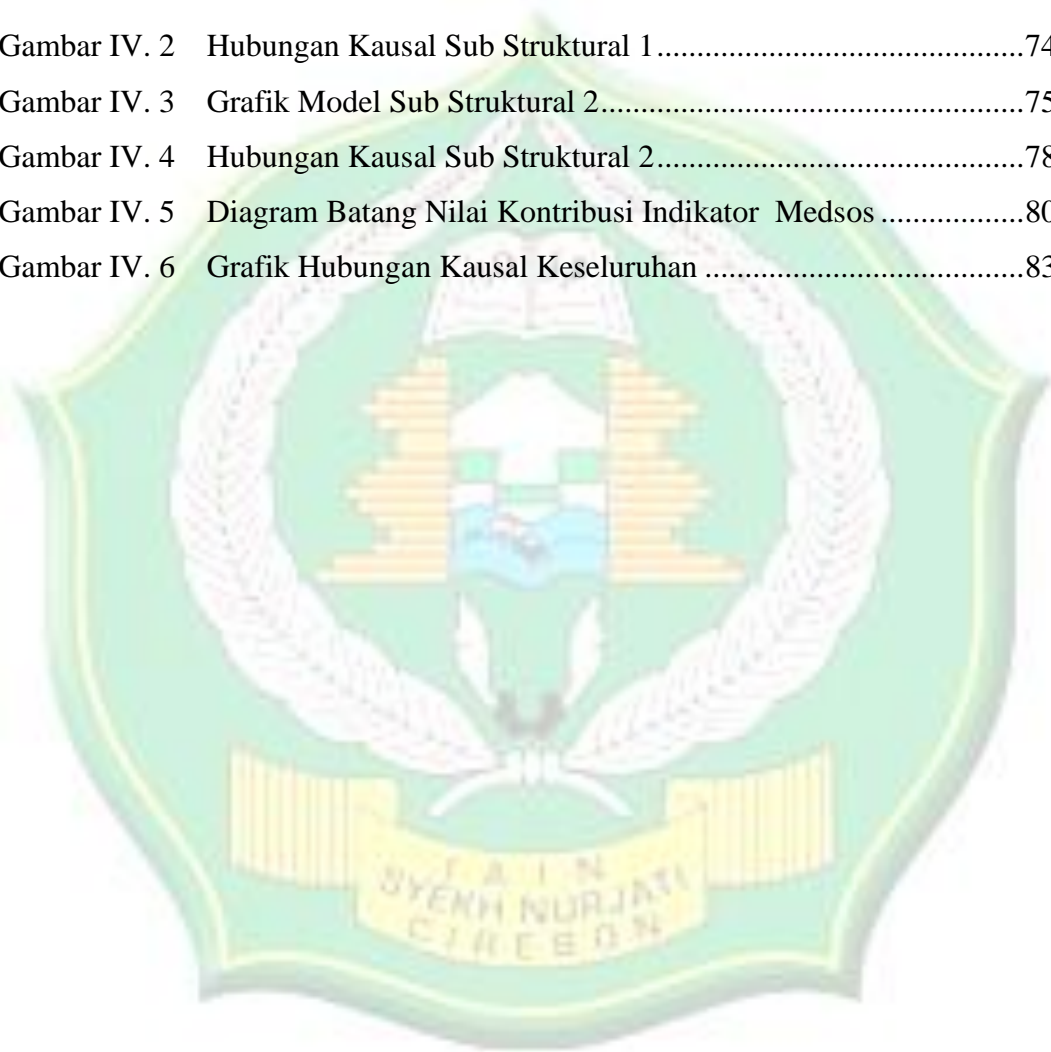 Gambar IV. 2 Hubungan Kausal Sub Struktural 1.......................................74
Gambar IV. 3 Grafik Model Sub Struktural 2.............................................75
Gambar IV. 4 Hubungan Kausal Sub Struktural 2.......................................78
Gambar IV. 5 Diagram Batang Nilai Kontribusi Indikator Medsos.................80
Gambar IV. 6 Grafik Hubungan Kausal Keseluruhan ..................................83
IAIN
SYEKH NURJATI
CIREBON